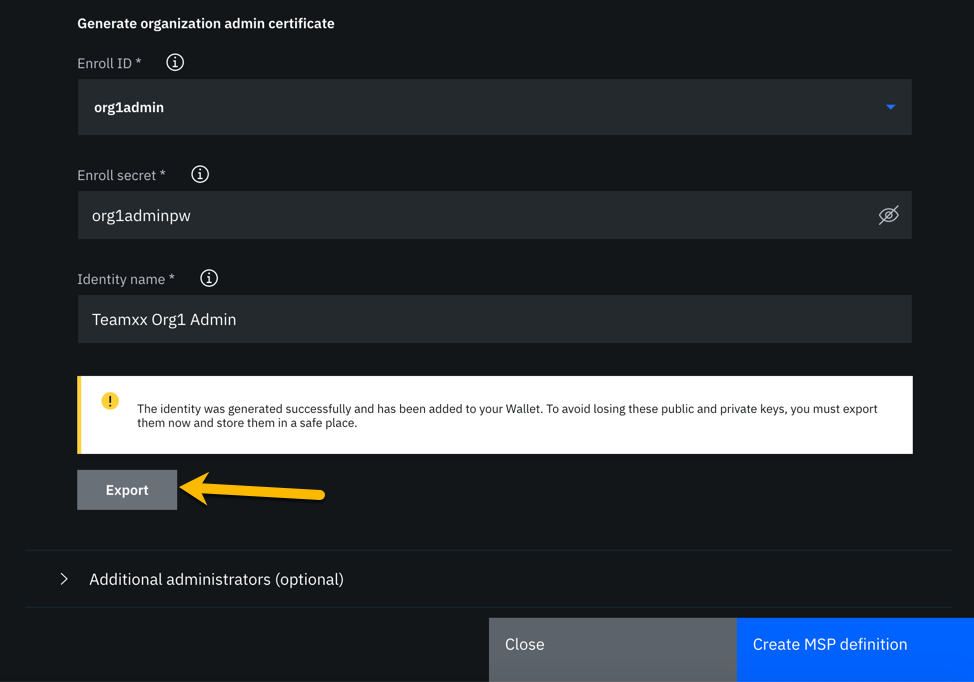 Generate organization admin certificate
Enroll ID *
org1admin
Enroll secret *
org1adminpw
Identity name *
Teamxx Org1 Admin
The identity was generated successfully and has been added to your Wallet. To avoid losing these public and private keys, you must export
them now and store them in a safe place.
Export
Additional administrators (optional)
Close
Create MSP definition